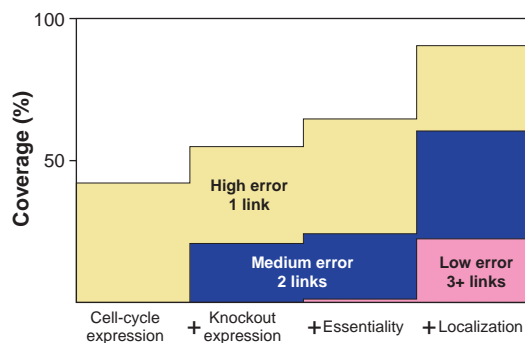 100
50
Coverage (%)
High error
1 link
Medium error
2 links
Low error
3+ links
Cell-cycle
expression
+ Knockout
expression
+ Essentiality
+ Localization